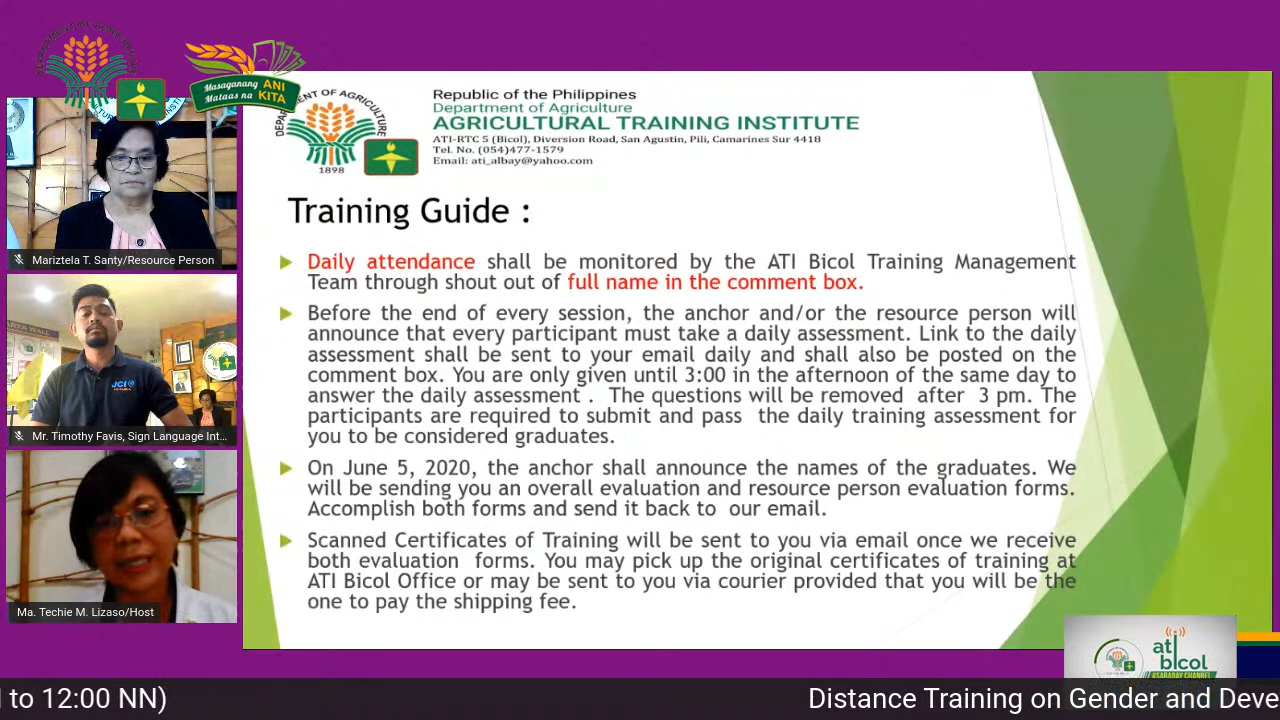 Masaganang ANI
Mataas na KITA
DEPARTMENT OF AGRICULTURE
1898
Republic of the Philippines
Department of Agriculture
AGRICULTURAL TRAINING INSTITUTE
ATI-RTC 5 (Bicol), Diversion Road, San Agustin, Pili, Camarines Sur 4418
Tel. No. (054)477-1579
Email: ati_albay@yahoo.com
Training Guide :
Daily attendance shall be monitored by the ATI Bicol Training Management
Team through shout out of full name in the comment box.
Before the end of every session, the anchor and/or the resource person will
announce that every participant must take a daily assessment. Link to the daily
assessment shall be sent to your email daily and shall also be posted on the
comment box. You are only given until 3:00 in the afternoon of the same day to
answer the daily assessment . The questions will be removed after 3 pm. The
participants are required to submit and pass the daily training assessment for
you to be considered graduates.
On June 5, 2020, the anchor shall announce the names of the graduates. We
will be sending you an overall evaluation and resource person evaluation forms.
Accomplish both forms and send it back to our email.
Scanned Certificates of Training will be sent to you via email once we receive
both evaluation forms. You may pick up the original certificates of training at
ATI Bicol Office or may be sent to you via courier provided that you will be the
one to pay the shipping fee.
Mariztela T. Santy/Resource Person
JCI
Mr. Timothy Favis, Sign Language Int...
Ma. Techie M. Lizaso/Host
ati
bicol
#SARABAY CHANNEL
to 12:00 NN)
Distance Training on Gender and Deve